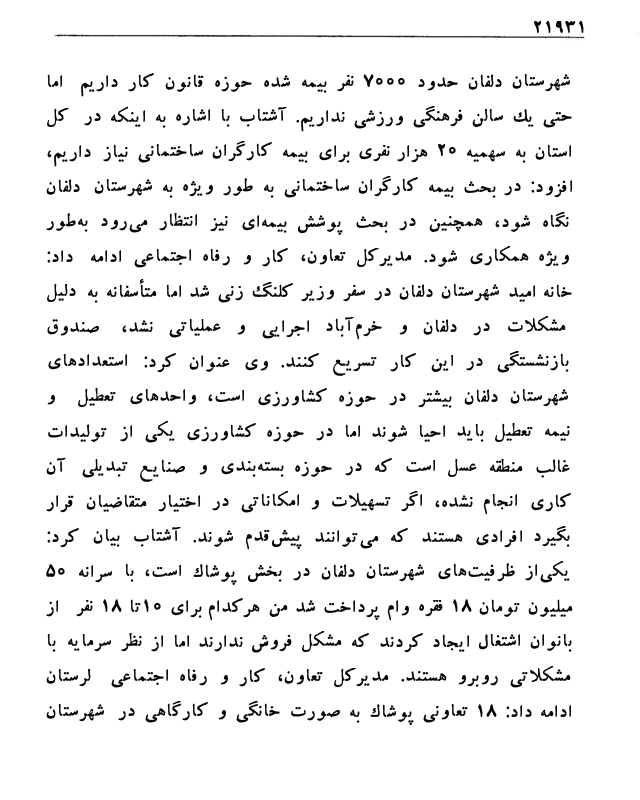 ۲۱۹۳۱
شهرستان دلفان حدود ۷۰۰۰ نفر بیمه شده حوزه قانون کار داریم اما
حتی یك سالن فرهنگی ورزشی نداریم. آشتاب با اشاره به اینکه در کل
استان به سهمیه ۲۰ هزار نفری برای بیمه کارگران ساختمانی نیاز داریم،
افزود: در بحث بیمه کارگران ساختمانی به طور ویژه به شهرستان دلفان
نگاه شود، همچنین در بحث پوشش بیمه‌ای نیز انتظار می‌رود به‌طور
ویژه همکاری شود. مدیرکل تعاون، کار و رفاه اجتماعی ادامه داد:
خانه امید شهرستان دلفان در سفر وزیر کلنگ زنی شد اما متأسفانه به دلیل
مشکلات در دلفان و خرم‌آباد اجرایی و عملیاتی نشد، صندوق
بازنشستگی در این کار تسریع کنند. وی عنوان کرد: استعدادهای
شهرستان دلفان بیشتر در حوزه کشاورزی است، واحدهای تعطیل و
نیمه تعطیل باید احیا شوند اما در حوزه کشاورزی یکی از تولیدات
غالب منطقه عسل است که در حوزه بسته‌بندی و صنایع تبدیلی آن
کاری انجام نشده، اگر تسهیلات و امکاناتی در اختیار متقاضیان قرار
بگیرد افرادی هستند که می‌توانند پیش‌قدم شوند. آشتاب بیان کرد:
یکی‌از ظرفیت‌های شهرستان دلفان در بخش پوشاك است، با سرانه ۵۰
میلیون تومان ۱۸ فقره وام پرداخت شد من هرکدام برای ۱۰تا ۱۸ نفر از
بانوان اشتغال ایجاد کردند که مشکل فروش ندارند اما از نظر سرمایه با
مشکلاتی روبرو هستند. مدیرکل تعاون، کار و رفاه اجتماعی لرستان
ادامه داد: ۱۸ تعاونی پوشاك به صورت خانگی و کارگاهی در شهرستان